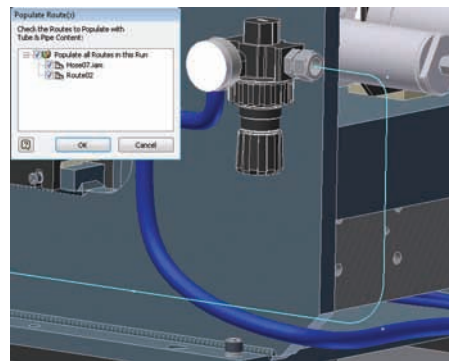 Populate Route(s)
Check the Routes to Populate with
Tube & Pipe Content:
Populate all Routes in this Run
Hose07.iam
Route02
OK
Cancel